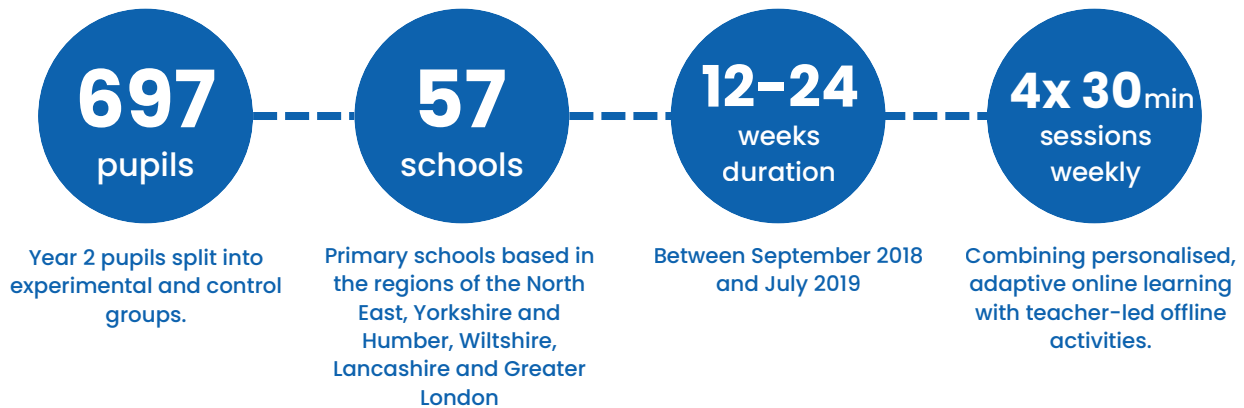 697
pupils
Year 2 pupils split into
experimental and control
groups.
57
schools
Primary schools based in
the regions of the North
East, Yorkshire and
Humber, Wiltshire,
Lancashire and Greater
London
12-24
weeks
duration
Between September 2018
and July 2019
4x 30min
sessions
weekly
Combining personalised,
adaptive online learning
with teacher-led offline
activities.